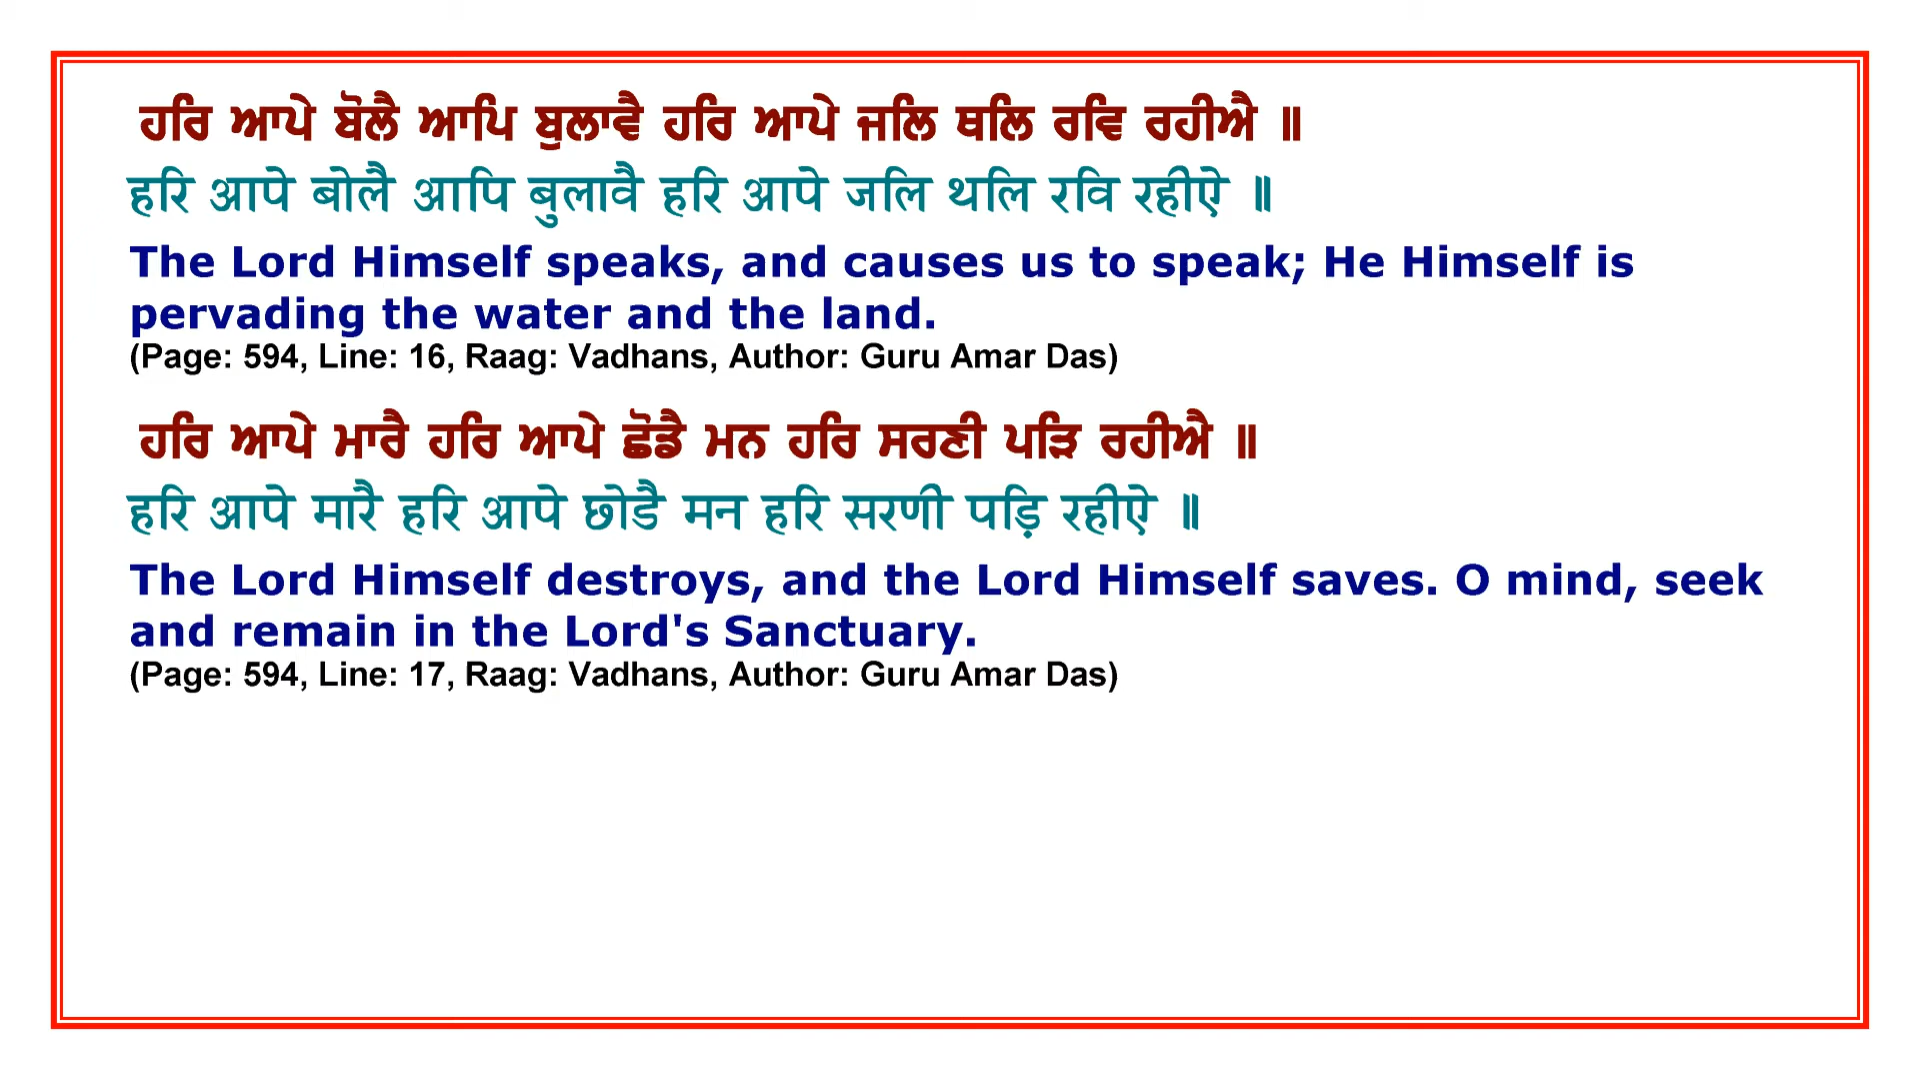 ਹਰਿ ਆਪੇ ਬੋਲੈ ਆਪਿ ਬੁਲਾਵੈ ਹਰਿ ਆਪੇ ਜਲਿ ਥਲਿ ਰਵਿ ਰਹੀਐ ॥
हरि आपे बोलै आपि बुलावै हरि आपे जलि थलि रवि रहीऐ ॥
The Lord Himself speaks, and causes us to speak; He Himself is
pervading the water and the land.
(Page: 594, Line: 16, Raag: Vadhans, Author: Guru Amar Das)
ਹਰਿ ਆਪੇ ਮਾਰੈ ਹਰਿ ਆਪੇ ਛੋਡੈ ਮਨ ਹਰਿ ਸਰਣੀ ਪੜਿ ਰਹੀਐ ॥
हरि आपे मारै हरि आपे छोडै मन हरि सरणी पड़ि रहीऐ ॥
The Lord Himself destroys, and the Lord Himself saves. O mind, seek
and remain in the Lord's Sanctuary.
(Page: 594, Line: 17, Raag: Vadhans, Author: Guru Amar Das)